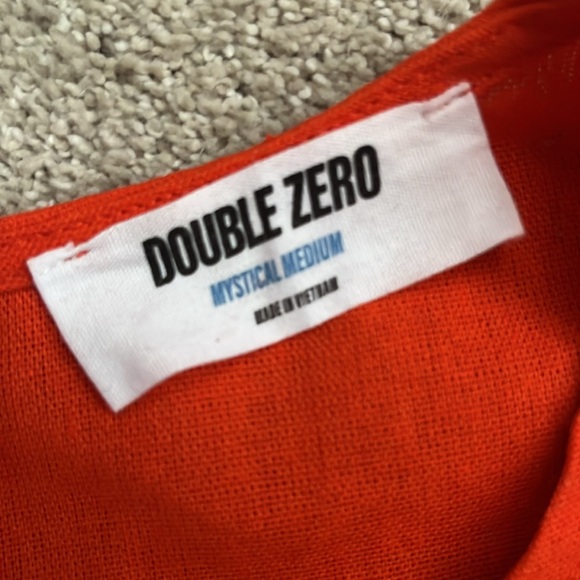 DOUBLE ZERO
MYSTICAL MEDIUM
MADE IN VIETNAM